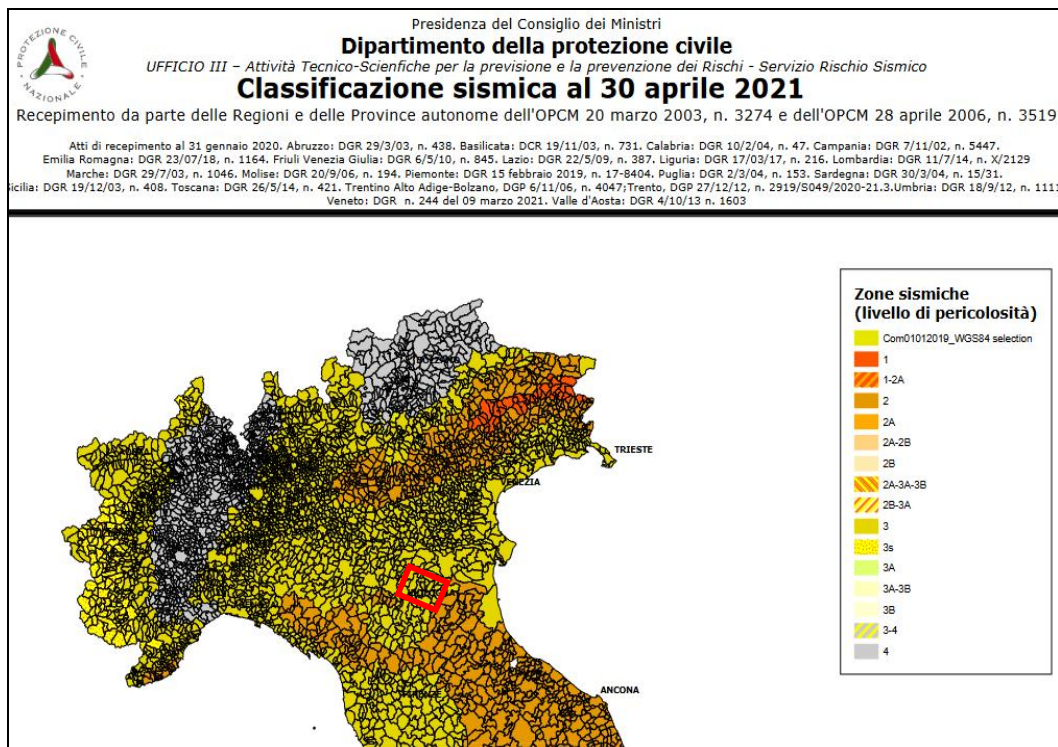 Presidenza del Consiglio dei Ministri
Dipartimento della protezione civile
UFFICIO III – Attività Tecnico-Scienfiche per la previsione e la prevenzione dei Rischi - Servizio Rischio Sismico
Classificazione sismica al 30 aprile 2021
Recepimento da parte delle Regioni e delle Province autonome dell'OPCM 20 marzo 2003, n. 3274 e dell'OPCM 28 aprile 2006, n. 3519
Atti di recepimento al 31 gennaio 2020. Abruzzo: DGR 29/3/03, n. 438. Basilicata: DCR 19/11/03, n. 731. Calabria: DGR 10/2/04, n. 47. Campania: DGR 7/11/02, n. 5447.
Emilia Romagna: DGR 23/07/18, n. 1164. Friuli Venezia Giulia: DGR 6/5/10, n. 845. Lazio: DGR 22/5/09, n. 387. Liguria: DGR 17/03/17, n. 216. Lombardia: DGR 11/7/14, n. X/2129
Marche: DGR 29/7/03, n. 1046. Molise: DGR 20/9/06, n. 194. Piemonte: DGR 15 febbraio 2019, n. 17-8404. Puglia: DGR 2/3/04, n. 153. Sardegna: DGR 30/3/04, n. 15/31.
Sicilia: DGR 19/12/03, n. 408. Toscana: DGR 26/5/14, n. 421. Trentino Alto Adige-Bolzano, DGP 6/11/06, n. 4047;Trento, DGP 27/12/12, n. 2919/S049/2020-21.3.Umbria: DGR 18/9/12, n. 1111
Veneto: DGR n. 244 del 09 marzo 2021. Valle d'Aosta: DGR 4/10/13 n. 1603
PROTEZIONE CIVILE
NAZIONALE
Zone sismiche
(livello di pericolosità)
Com01012019_WGS84 selection
1
1-2A
2
2A
2A-2B
2B
2A-3A-3B
2B-3A
3
3s
3A
3A-3B
3B
3-4
4
TRIESTE
VENEZIA
FIRENZE
ANCONA